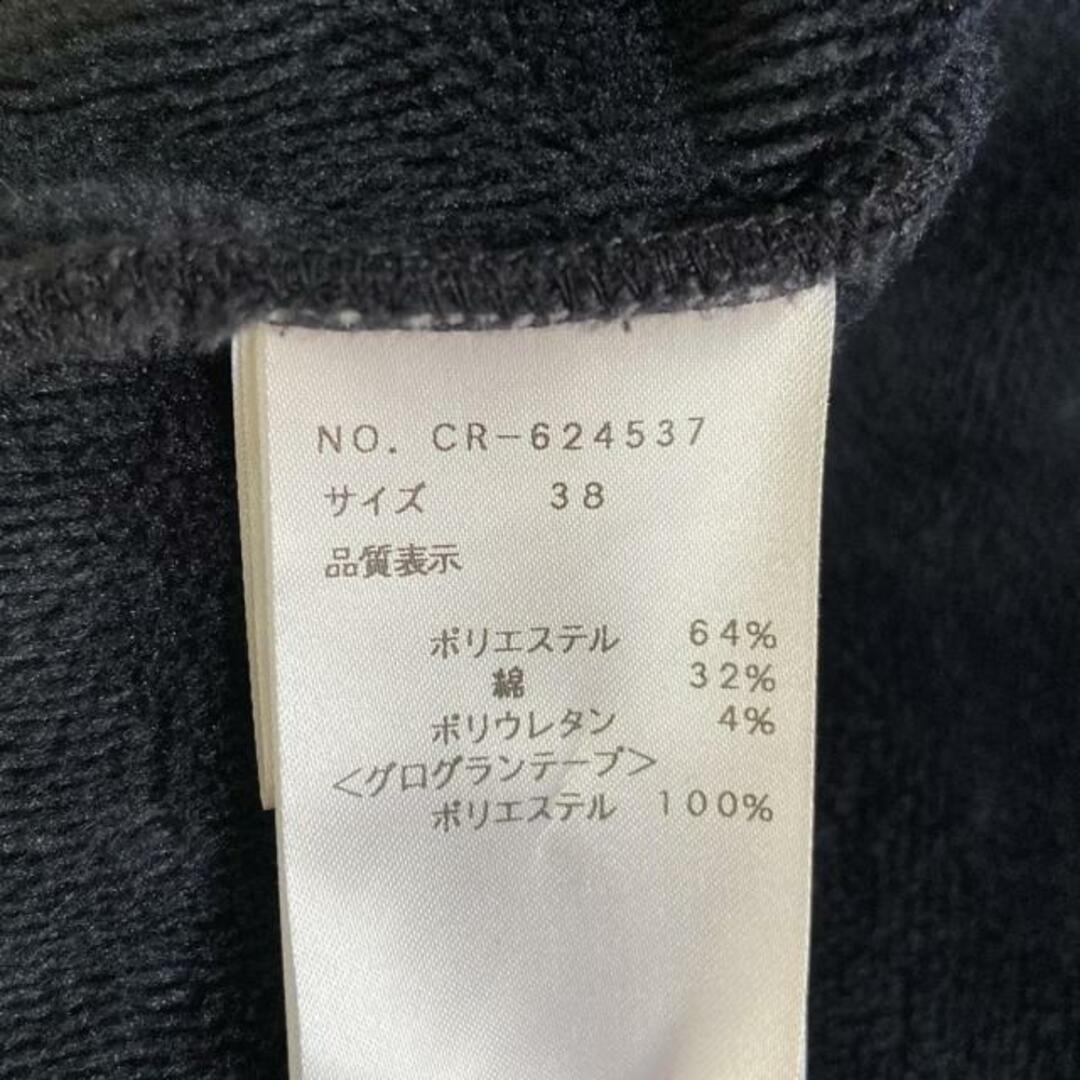 NO. CR-624537
サイズ 38
品質表示
ポリエステル 64%
綿 32%
ポリウレタン 4%
<グログランテープ>
ポリエステル 100%